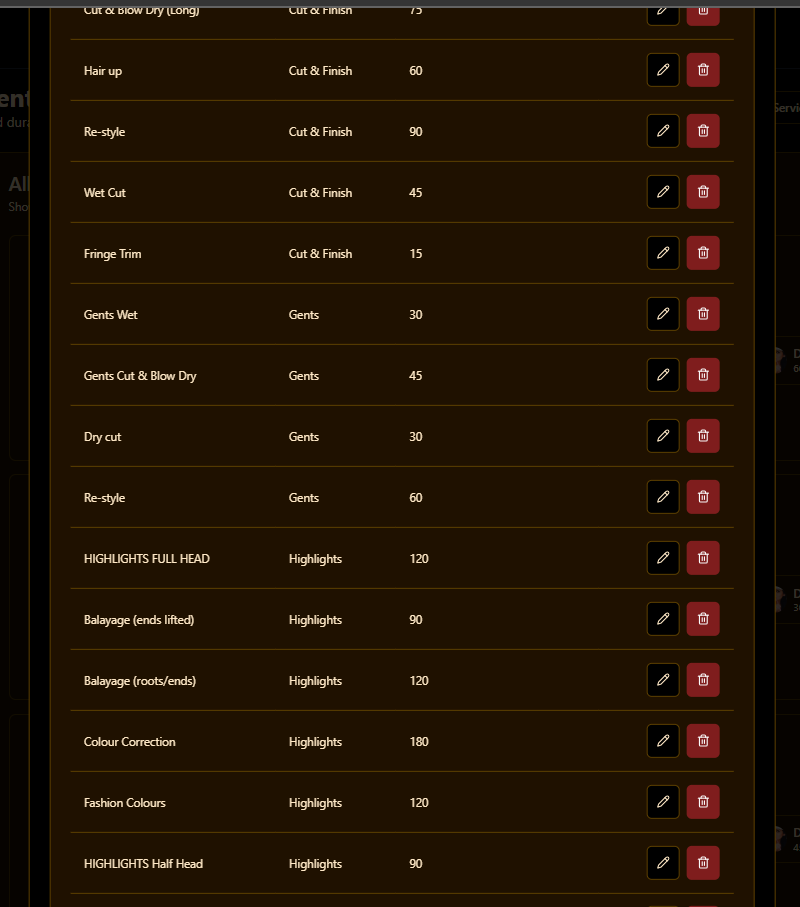 Cut & Blow Dry (Long) Cut & Finish 75
Hair up Cut & Finish 60
Re-style Cut & Finish 90
Wet Cut Cut & Finish 45
Fringe Trim Cut & Finish 15
Gents Wet Gents 30
Gents Cut & Blow Dry Gents 45
Dry cut Gents 30
Re-style Gents 60
HIGHLIGHTS FULL HEAD Highlights 120
Balayage (ends lifted) Highlights 90
Balayage (roots/ends) Highlights 120
Colour Correction Highlights 180
Fashion Colours Highlights 120
HIGHLIGHTS Half Head Highlights 90